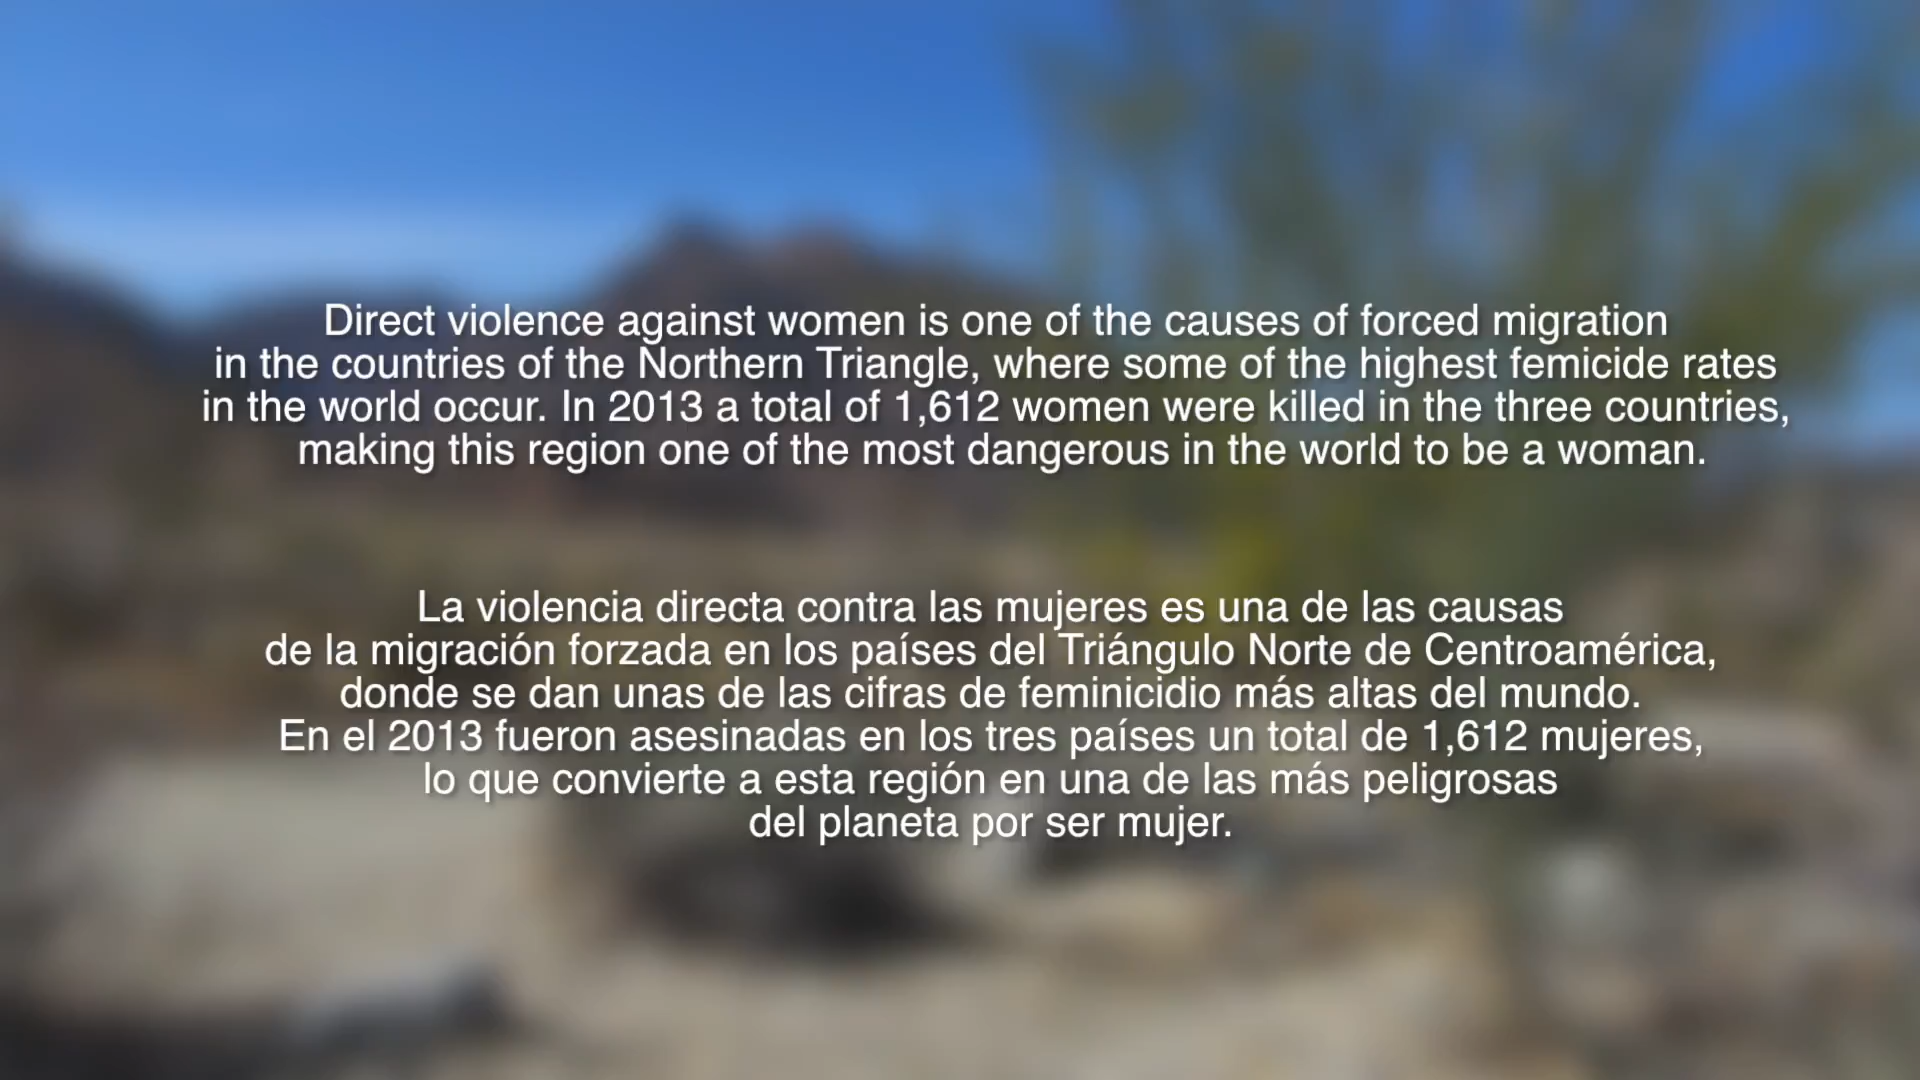 Direct violence against women is one of the causes of forced migration
in the countries of the Northern Triangle, where some of the highest femicide rates
in the world occur. In 2013 a total of 1,612 women were killed in the three countries,
making this region one of the most dangerous in the world to be a woman.
La violencia directa contra las mujeres es una de las causas
de la migración forzada en los países del Triángulo Norte de Centroamérica,
donde se dan unas de las cifras de feminicidio más altas del mundo.
En el 2013 fueron asesinadas en los tres países un total de 1,612 mujeres,
lo que convierte a esta región en una de las más peligrosas
del planeta por ser mujer.